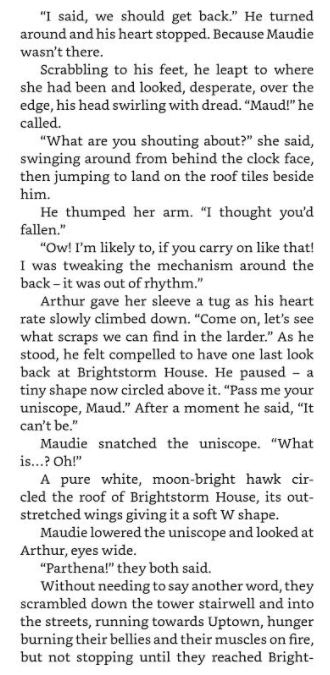 “I said, we should get back.” He turned
around and his heart stopped. Because Maudie
wasn’t there.
Scrabbling to his feet, he leapt to where
she had been and looked, desperate, over the
edge, his head swirling with dread. “Maud!” he
called.
“What are you shouting about?” she said,
swinging around from behind the clock face,
then jumping to land on the roof tiles beside
him.
He thumped her arm. “I thought you’d
fallen.”
“Ow! I’m likely to, if you carry on like that!
I was tweaking the mechanism around the
back – it was out of rhythm.”
Arthur gave her sleeve a tug as his heart
rate slowly climbed down. “Come on, let’s see
what scraps we can find in the larder.” As he
stood, he felt compelled to have one last look
back at Brightstorm House. He paused – a
tiny shape now circled above it. “Pass me your
uniscope, Maud.” After a moment he said, “It
can’t be.”
Maudie snatched the uniscope. “What
is...? Oh!”
A pure white, moon-bright hawk cir-
cled the roof of Brightstorm House, its out-
stretched wings giving it a soft W shape.
Maudie lowered the uniscope and looked at
Arthur, eyes wide.
“Parthena!” they both said.
Without needing to say another word, they
scrambled down the tower stairwell and into
the streets, running towards Uptown, hunger
burning their bellies and their muscles on fire,
but not stopping until they reached Bright-